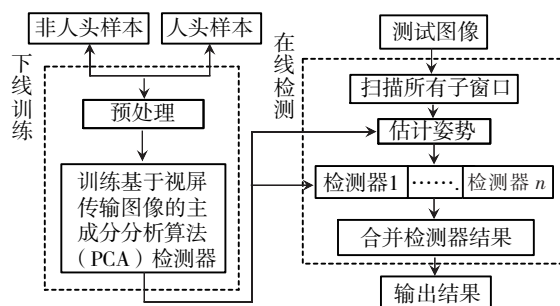 非人头样本
人头样本
下线训练
预处理
训练基于视屏
传输图像的主
成分分析算法
（PCA）检测器
在线检测
测试图像
扫描所有子窗口
估计姿势
检测器1 ……. 检测器 n
合并检测器结果
输出结果